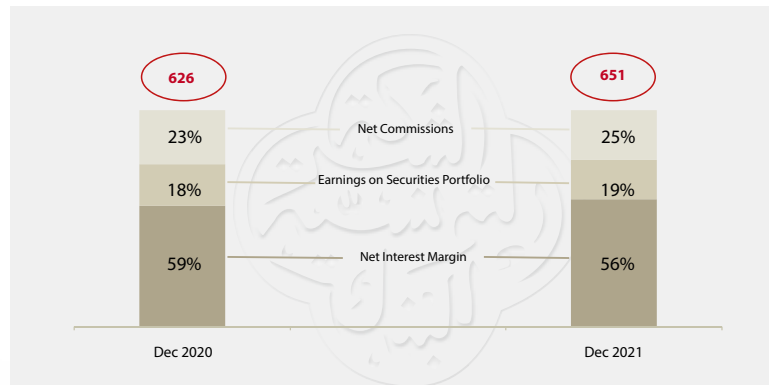 626
651
23%
Net Commissions
25%
18%
Earnings on Securities Portfolio
19%
59%
Net Interest Margin
56%
Dec 2020
Dec 2021